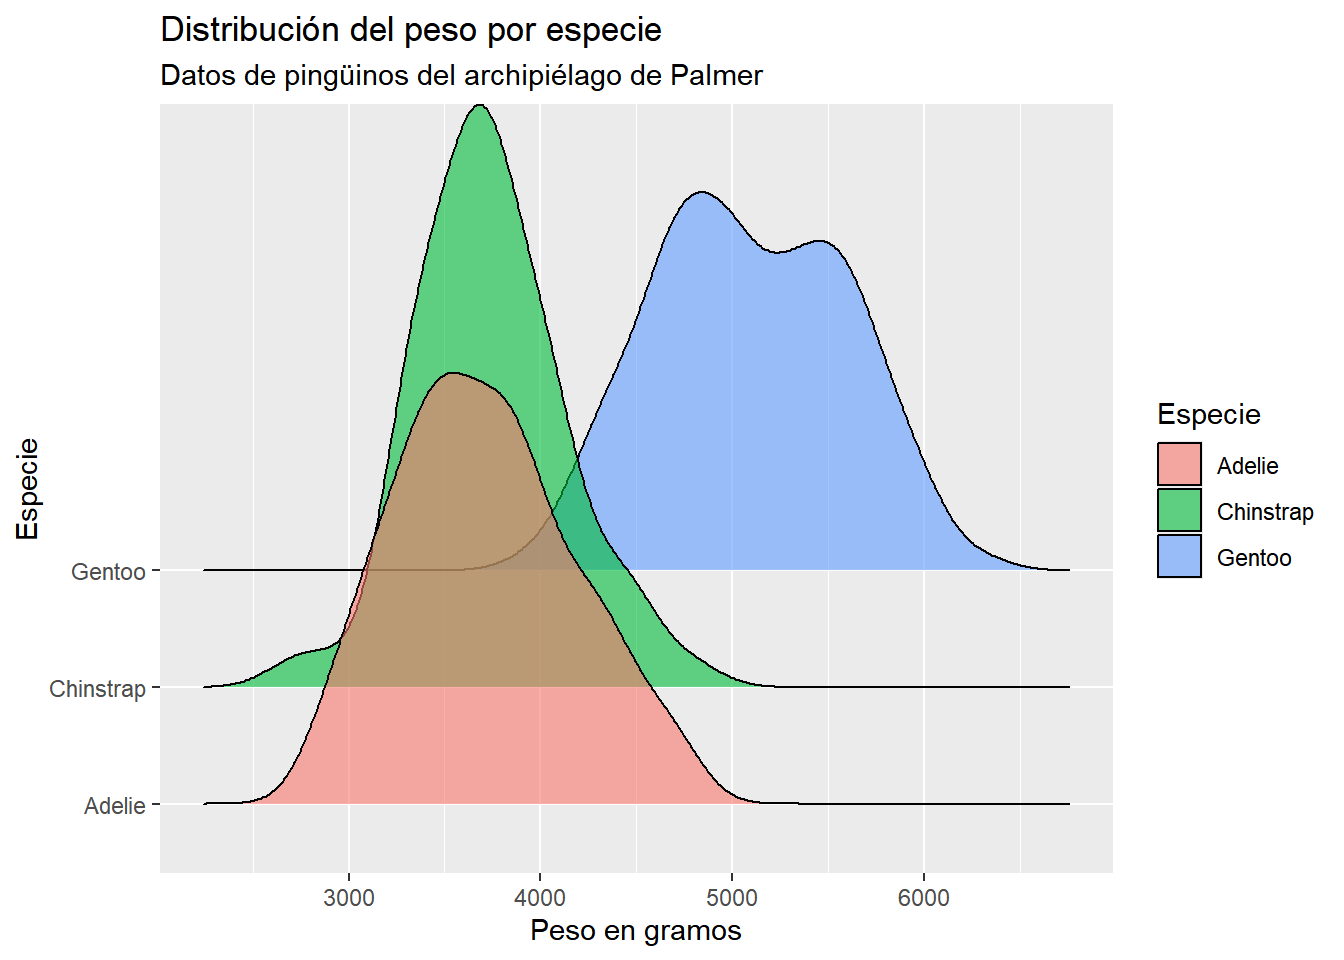 Distribución del peso por especie
Datos de pingüinos del archipiélago de Palmer
Especie
Gentoo
Chinstrap
Adelie
3000 4000 5000 6000
Peso en gramos
Especie
Adelie
Chinstrap
Gentoo